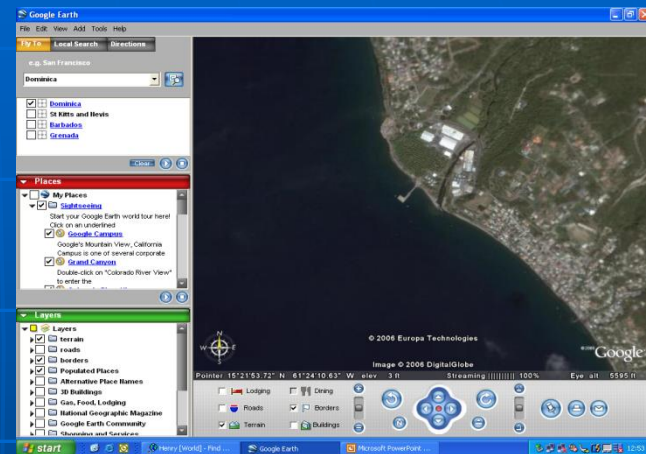 Google Earth
File Edit View Add Tools Help
Fly To Local Search Directions
e.g. San Francisco
Dominica
Dominica
St Kitts and Nevis
Barbados
Grenada
Clear
Places
My Places
Sightseeing
Start your Google Earth world tour here!
Click on an underlined
Google Campus
Google's Mountain View, California
Campus is one of several corporate
Grand Canyon
Double-click on "Colorado River View"
to enter the
Layers
Layers
terrain
roads
borders
Populated Places
Alternative Place Names
3D Buildings
Gas, Food, Lodging
National Geographic Magazine
Google Earth Community
Shopping and Services
N
W E
S
© 2006 Europa Technologies
Image © 2006 DigitalGlobe
Google
Pointer 15°21'53.72" N 61°24'10.63" W elev 3 ft Streaming |||||||||| 100% Eye alt 5595 ft
Lodging Dining
Roads Borders
Terrain Buildings
start Henry [World] - Find ... Google Earth Microsoft PowerPoint ... 12:53